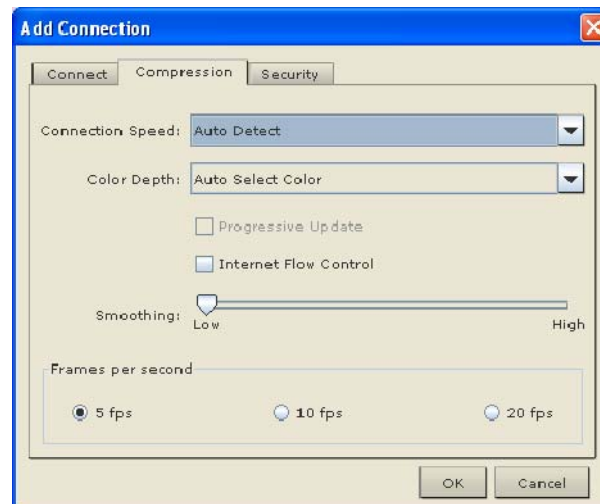 Add Connection
Connect Compression Security
Connection Speed: Auto Detect
Color Depth: Auto Select Color
Progressive Update
Internet Flow Control
Smoothing:
Low High
Frames per second
5 fps 10 fps 20 fps
OK Cancel